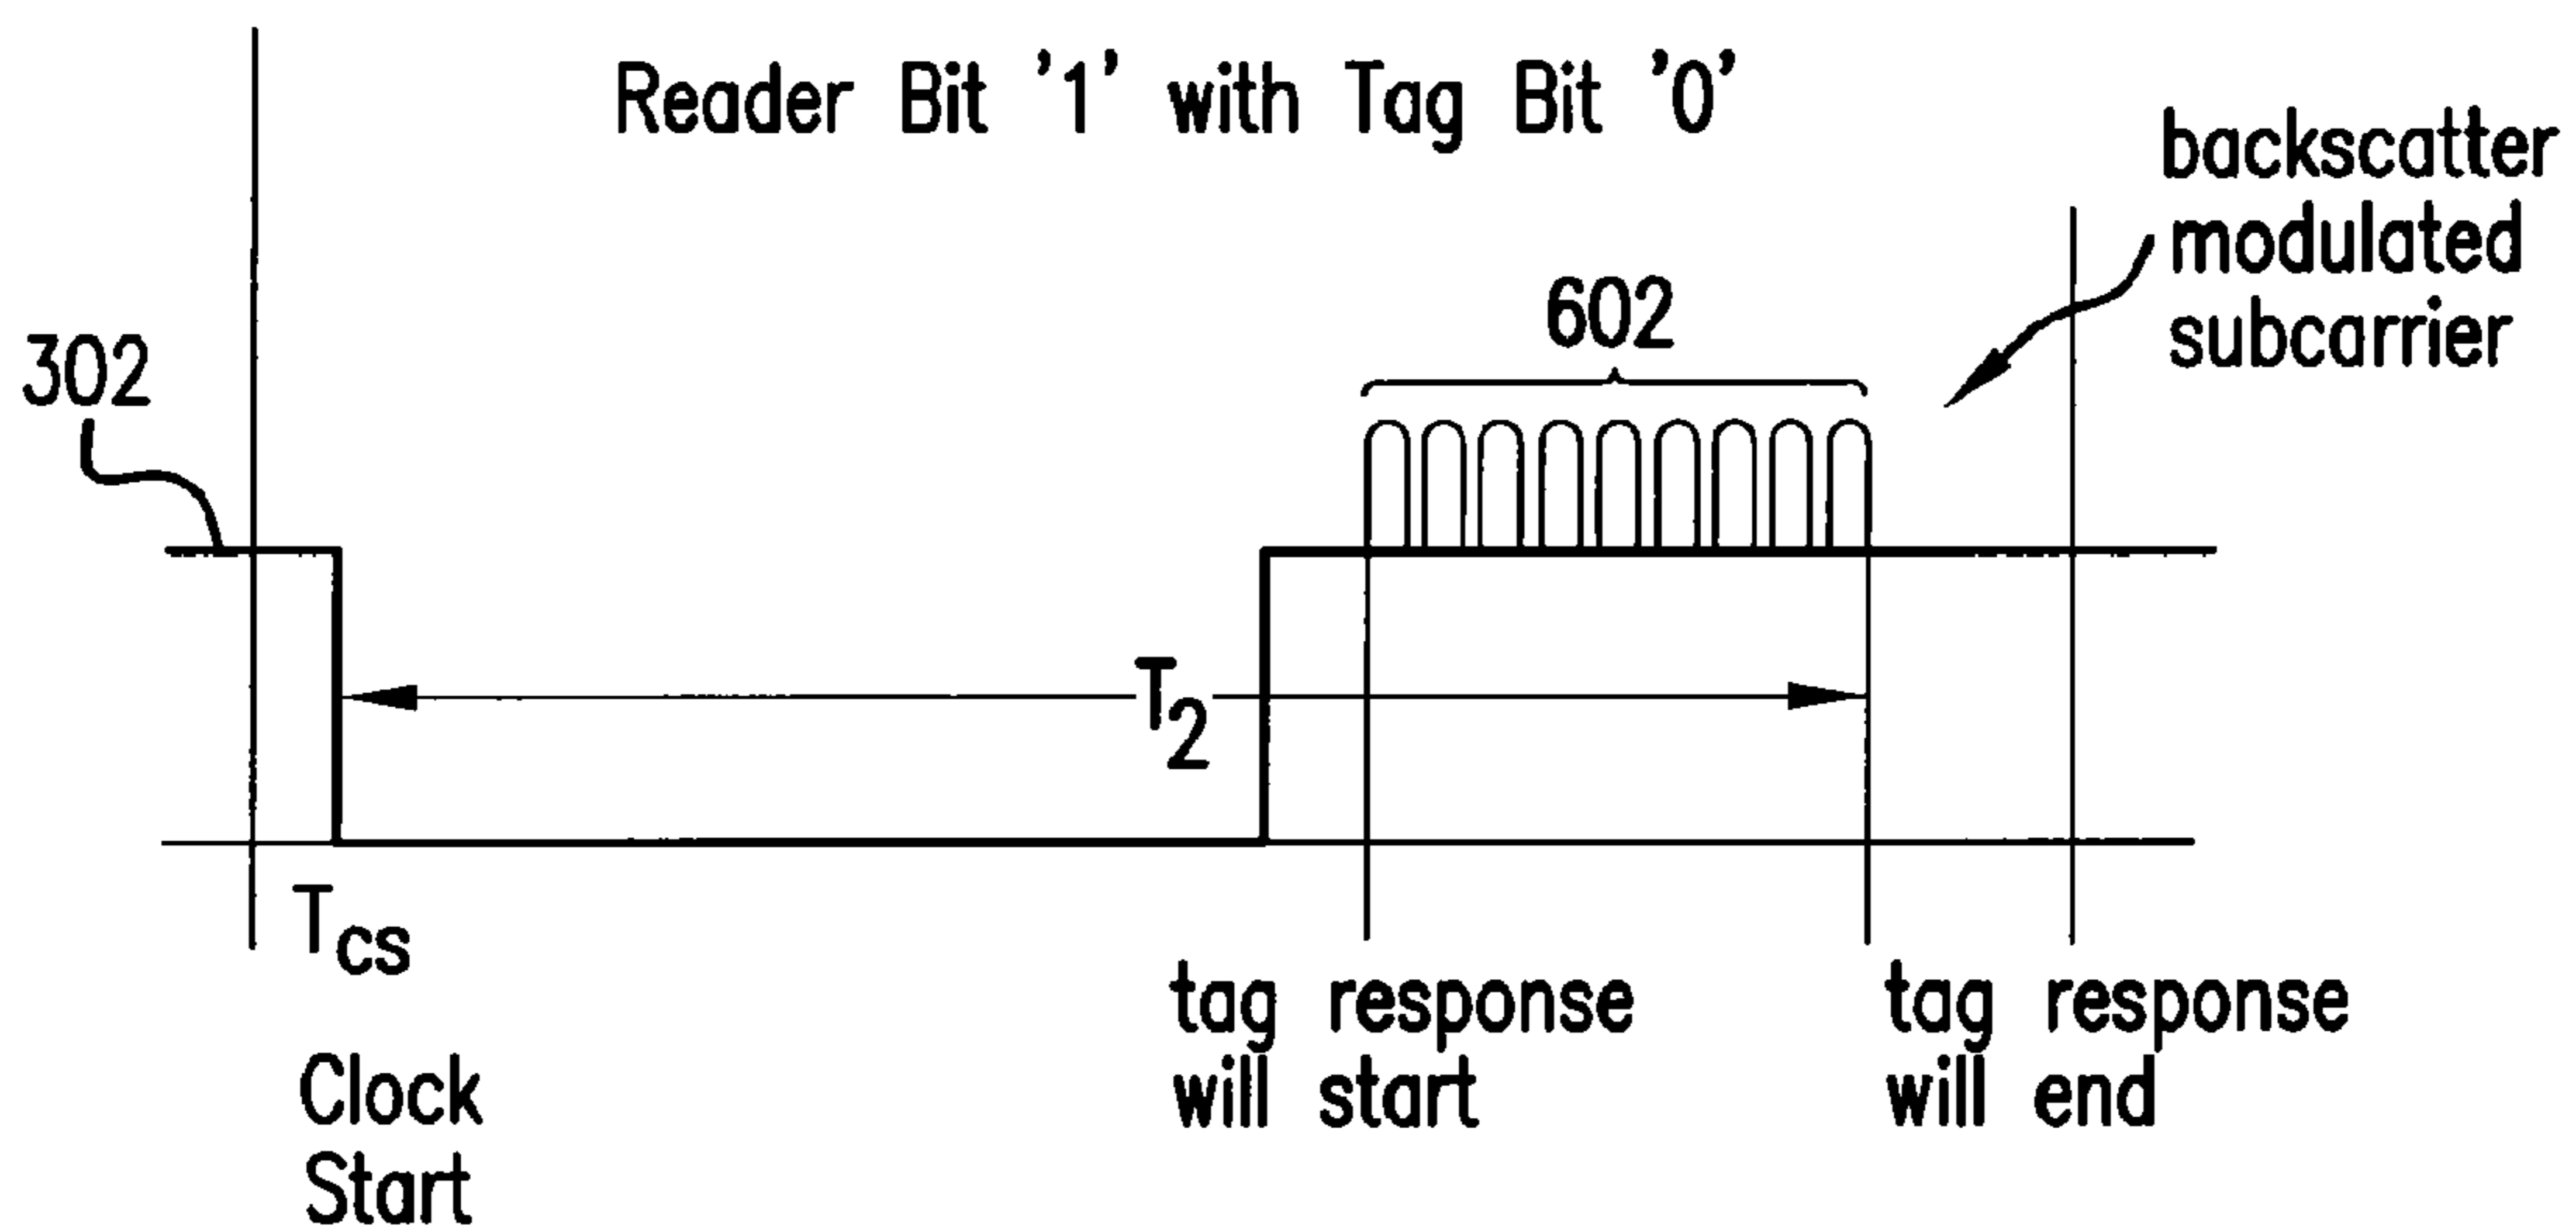 Reader Bit '1' with Tag Bit '0'
backscatter
modulated
subcarrier
602
302
T2
Tcs
Clock
Start
tag response
will start
tag response
will end